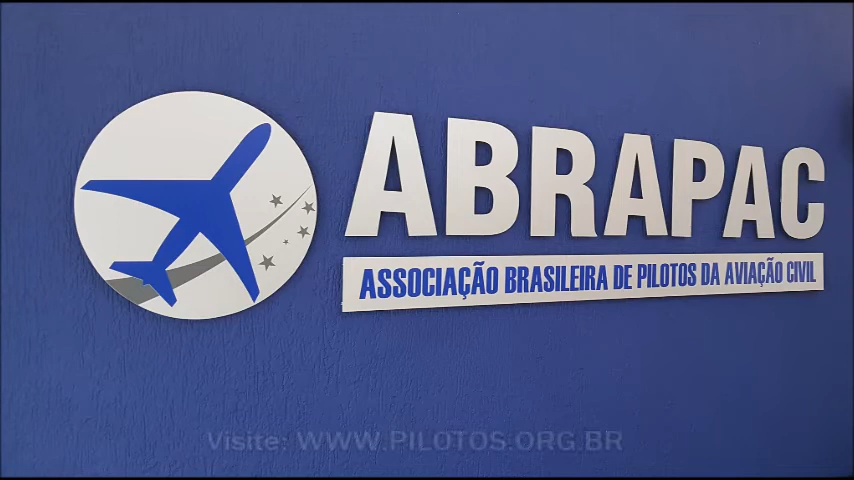 ABRAPAC
ASSOCIAÇÃO BRASILEIRA DE PILOTOS DA AVIAÇÃO CIVIL
Visite: WWW.PILOTOS.ORG.BR